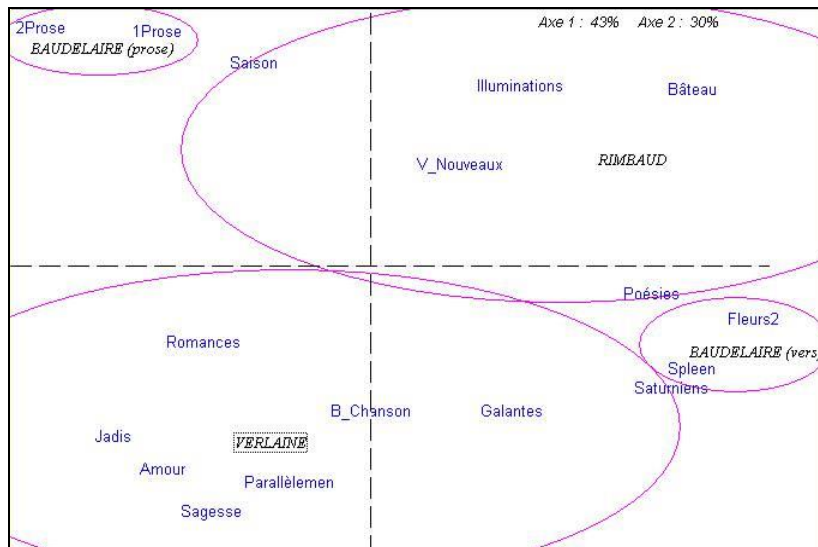 Axe 1 : 43% Axe 2 : 30%
2Prose 1Prose
BAUDELAIRE (prose)
Saison
Illuminations Bâteau
V_Nouveaux RIMBAUD
Poésies
Fleurs2
Romances BAUDELAIRE (vers)
Spleen
Saturniens
B_Chanson Galantes
Jadis VERLAINE
Amour
Parallèlemen
Sagesse